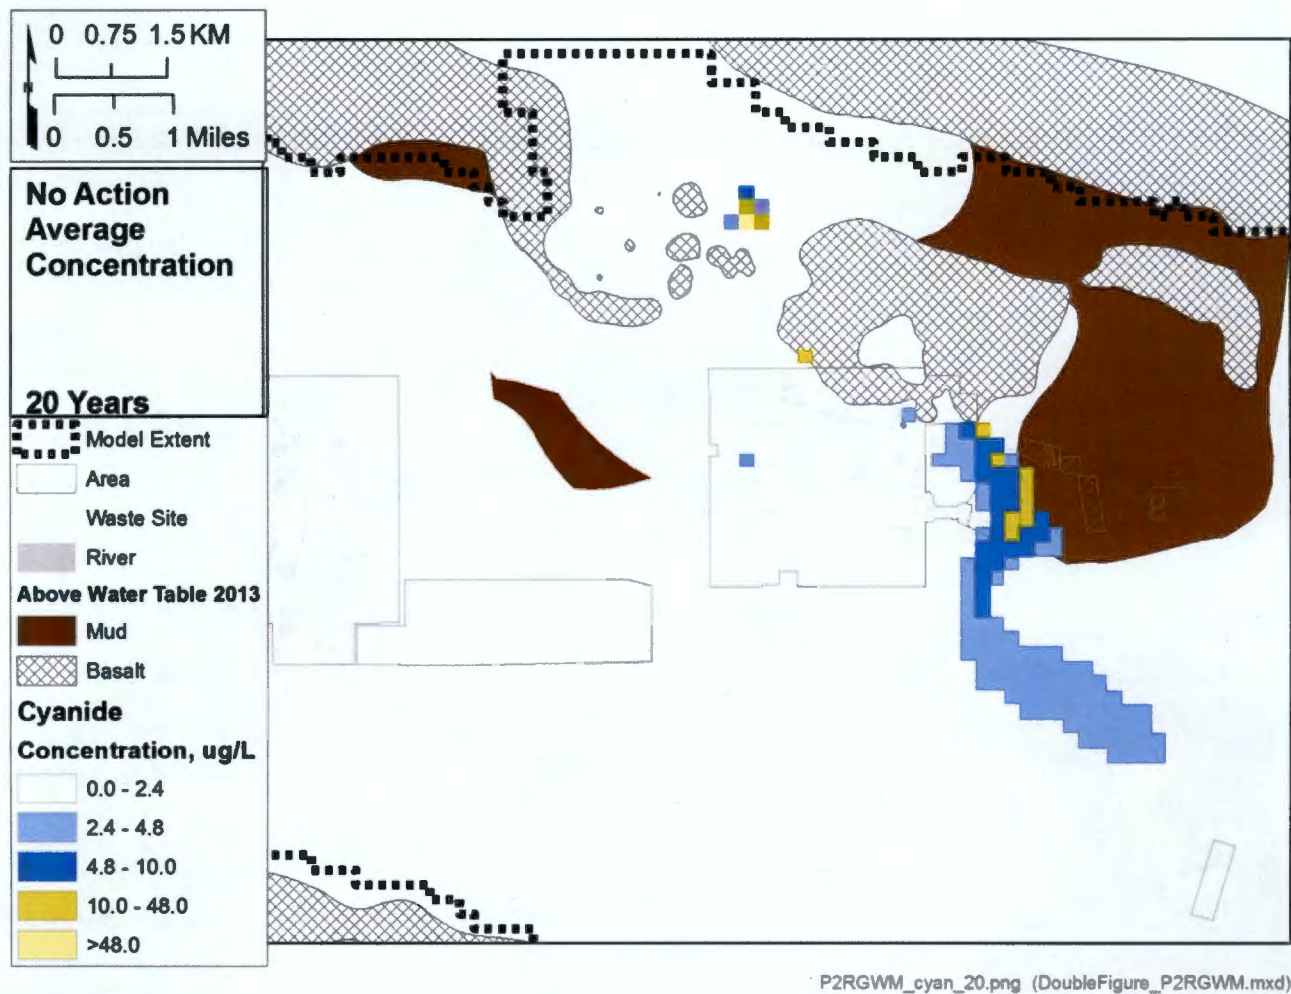 0 0.75 1.5 KM
N
0 0.5 1 Miles
No Action
Average
Concentration
20 Years
Model Extent
Area
Waste Site
River
Above Water Table 2013
Mud
Basalt
Cyanide
Concentration, ug/L
0.0 - 2.4
2.4 - 4.8
4.8 - 10.0
10.0 - 48.0
>48.0
P2RGWM_cyan_20.png (DoubleFigure_P2RGWM.mxd)